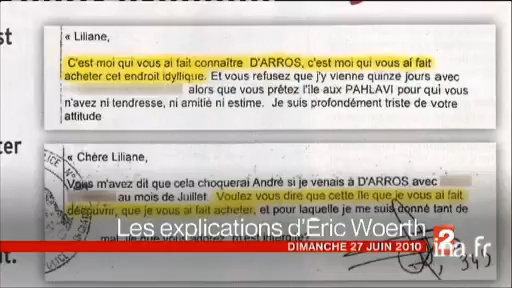 st
« Liliane,
C'est moi qui vous ai fait connaître D'ARROS, c'est moi qui vous ai fait
acheter cet endroit idyllique. Et vous refusez que j'y vienne quinze jours avec
alors que vous prêtez l'île aux PAHLAVI pour qui vous
n'avez ni tendresse, ni amitié ni estime. Je suis profondément triste de votre
attitude
ter
« Chère Liliane,
Vous m'avez dit que cela choquerai André si je venais à D'ARROS avec
au mois de Juillet. Voulez vous dire que cette île que je vous ai fait
découvrir, que je vous ai fait acheter, et pour laquelle je me suis donné tant de
Les explications d'Éric Woerth
2
DIMANCHE 27 JUIN 2010
ina.fr
t.
345